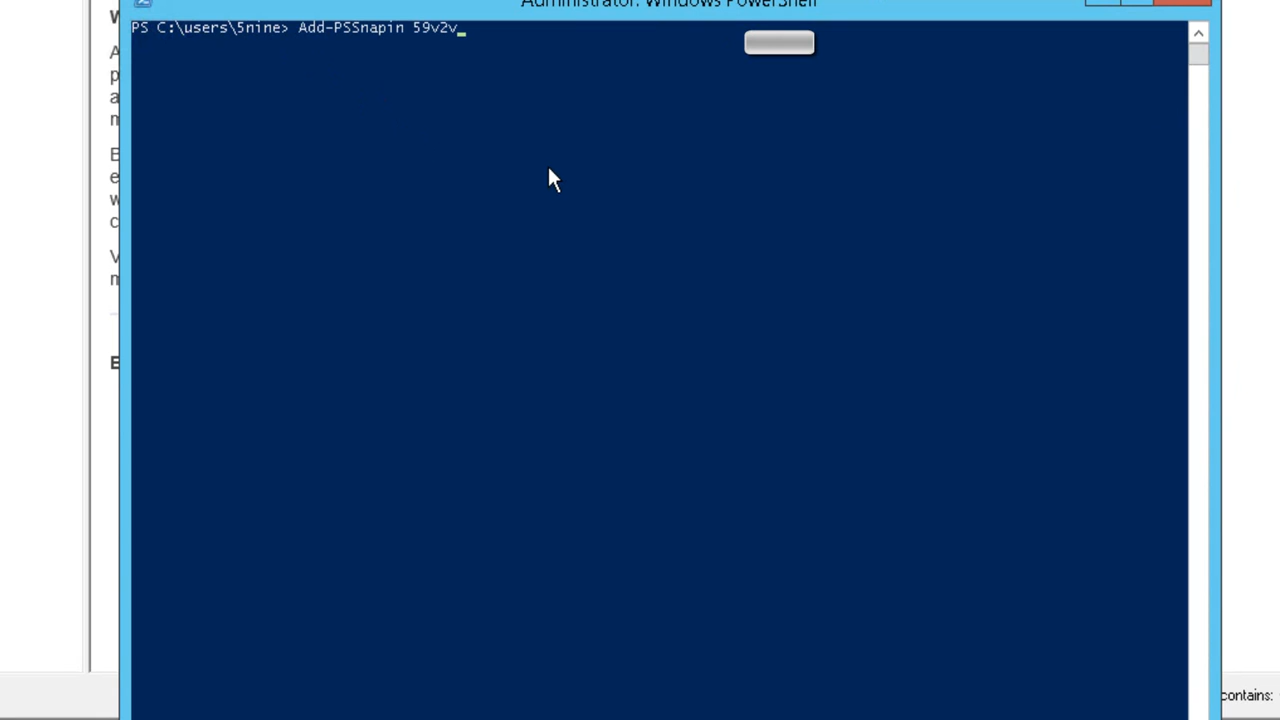 Administrator: Windows PowerShell
PS C:\users\5nine> Add-PSSnapin 59v2v
contains: